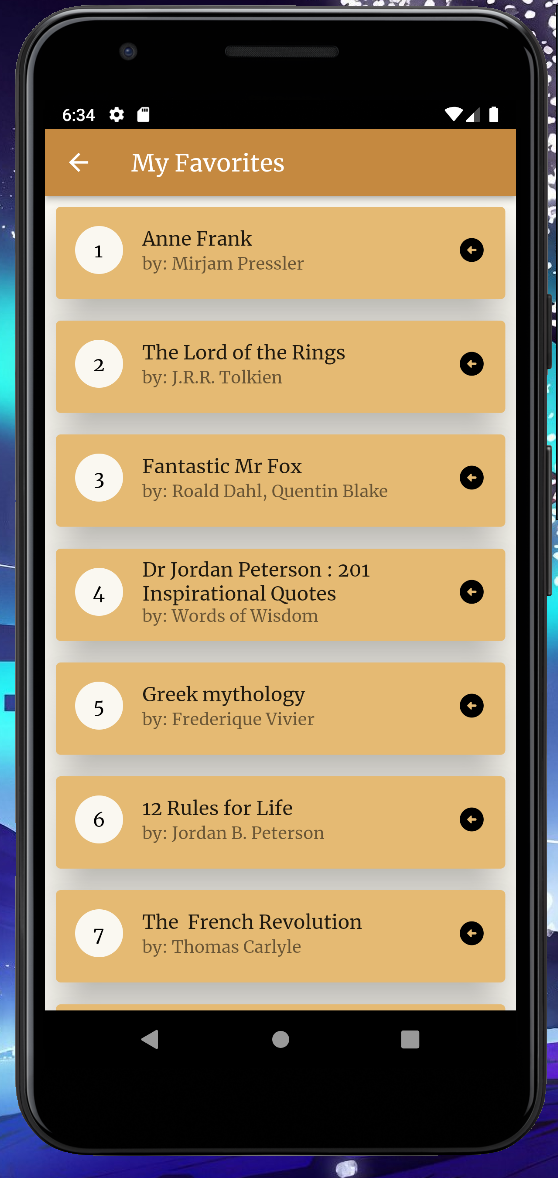 6:34
My Favorites
1
Anne Frank
by: Mirjam Pressler
2
The Lord of the Rings
by: J.R.R. Tolkien
3
Fantastic Mr Fox
by: Roald Dahl, Quentin Blake
4
Dr Jordan Peterson : 201
Inspirational Quotes
by: Words of Wisdom
5
Greek mythology
by: Frederique Vivier
6
12 Rules for Life
by: Jordan B. Peterson
7
The  French Revolution
by: Thomas Carlyle